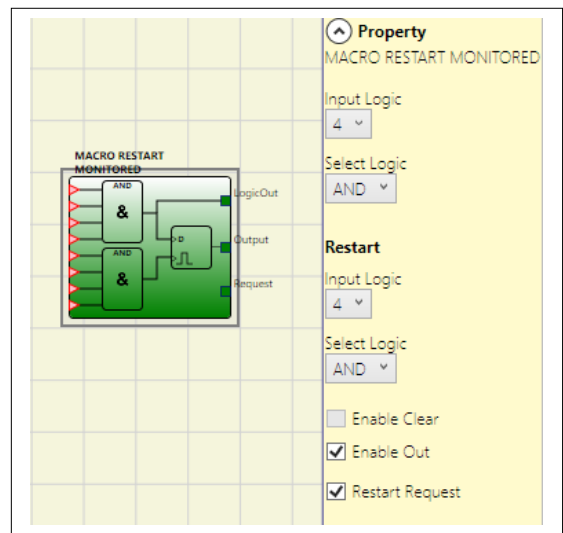 MACRO RESTART
MONITORED
AND
&
AND
&
D
LogicOut
Output
Request
Property
MACRO RESTART MONITORED
Input Logic
4
Select Logic
AND
Restart
Input Logic
4
Select Logic
AND
Enable Clear
Enable Out
Restart Request